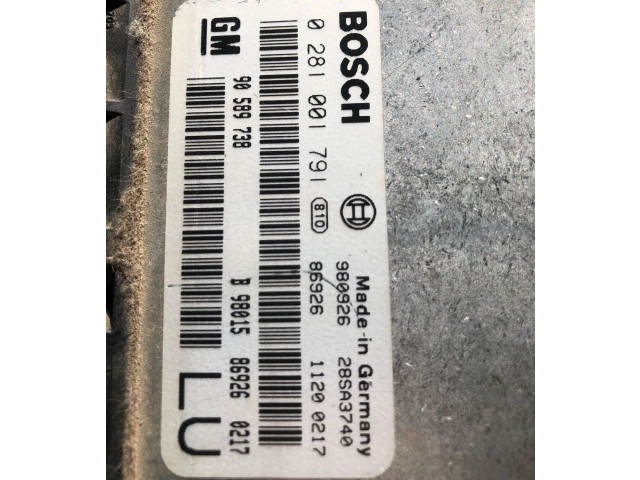 BOSCH Made in Germany
980926 28SA3740
0 281 001 791 810 86926 1120 0217
GM 90 589 738 B 98015 86926 0217
LU